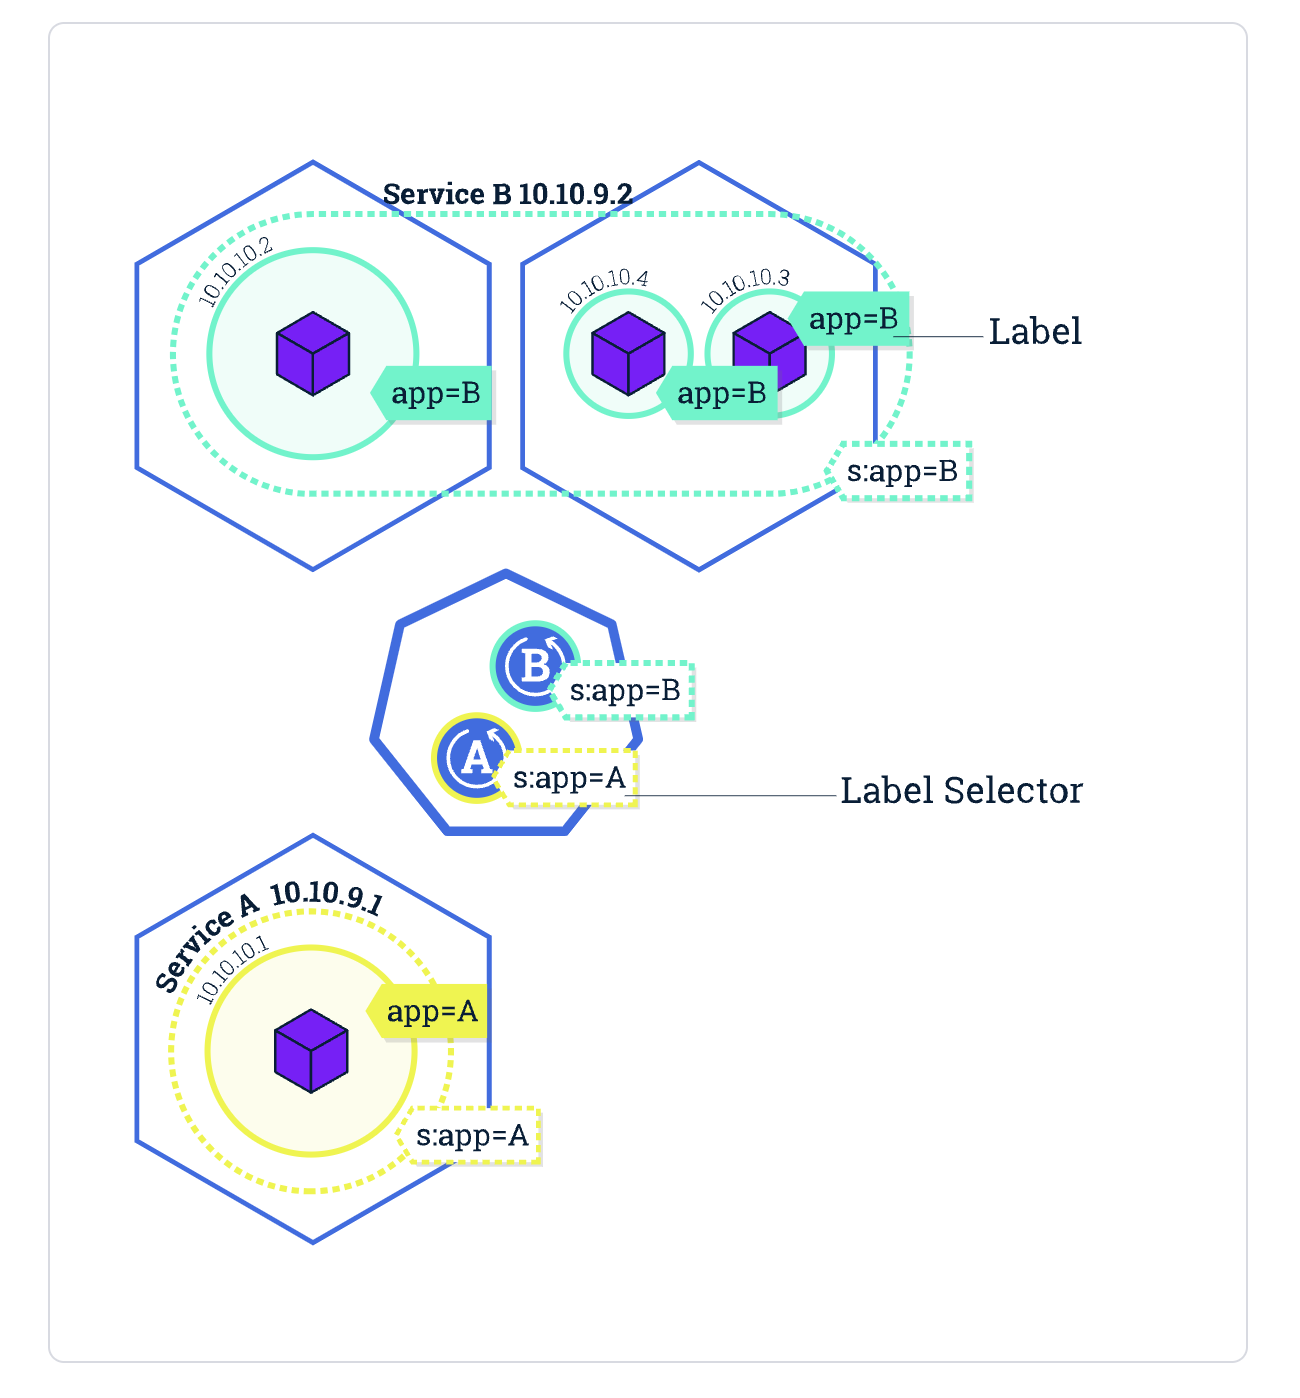 Service B 10.10.9.2
10.10.10.2
10.10.10.4
10.10.10.3
app=B
Label
app=B
app=B
s:app=B
B
s:app=B
A
s:app=A
Label Selector
Service A 10.10.9.1
10.10.10.1
app=A
s:app=A